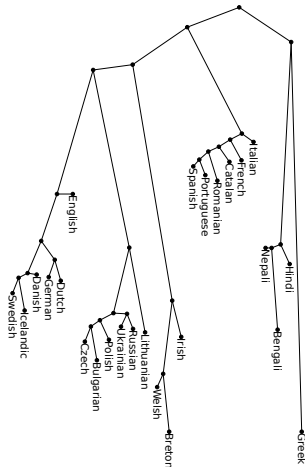 Italian
French
Catalan
Romanian
Portuguese
Spanish
English
Hindi
Nepali
Dutch
German
Danish
Icelandic
Swedish
Irish
Lithuanian
Russian
Ukrainian
Polish
Bulgarian
Czech
Bengali
Welsh
Breton
Greek